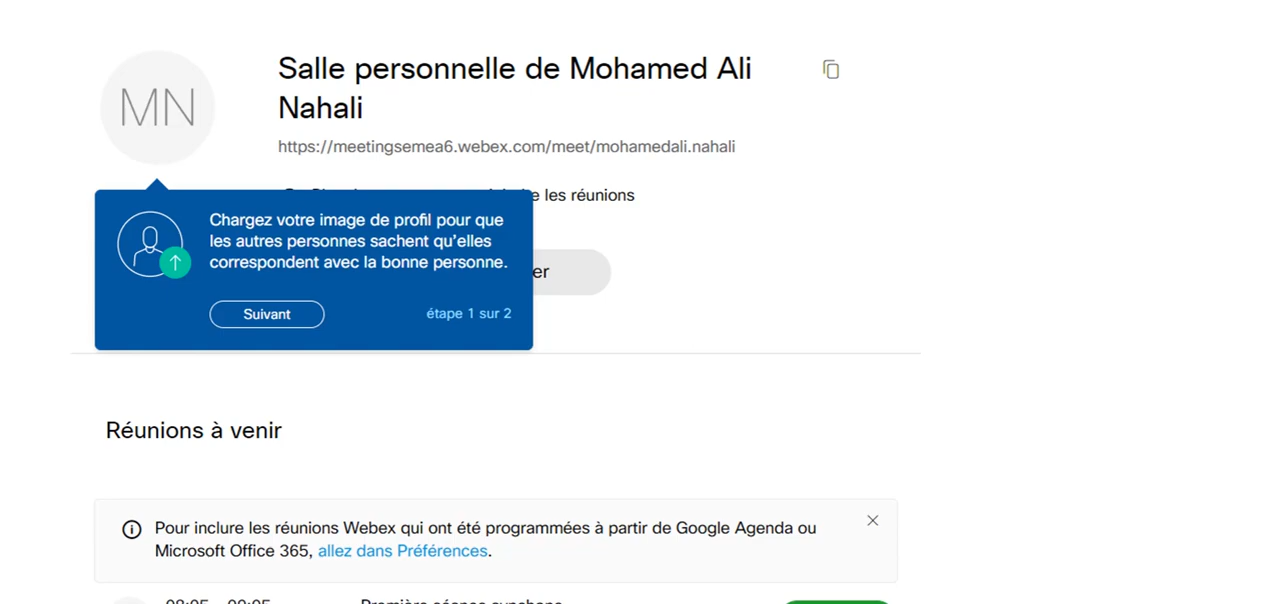 MN
Salle personnelle de Mohamed Ali
Nahali
https://meetingsemea6.webex.com/meet/mohamedali.nahali
les réunions
Chargez votre image de profil pour que
les autres personnes sachent qu'elles
correspondent avec la bonne personne.
er
Suivant
étape 1 sur 2
Réunions à venir
Pour inclure les réunions Webex qui ont été programmées à partir de Google Agenda ou
Microsoft Office 365, allez dans Préférences.
Première séance